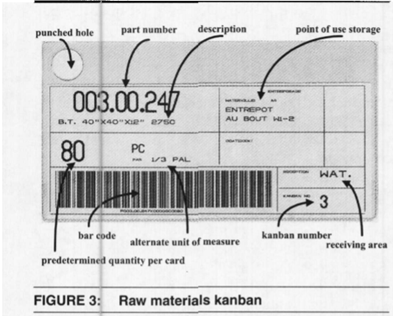 punched hole part number description point of use storage
003.00.247
B.T. 40"X40"X12" 275C
ENTREPOT
AU BOUT W1-2
80 PC
1/3 PAL
WAT.
3
bar code
alternate unit of measure
kanban number
receiving area
predetermined quantity per card
FIGURE 3: Raw materials kanban